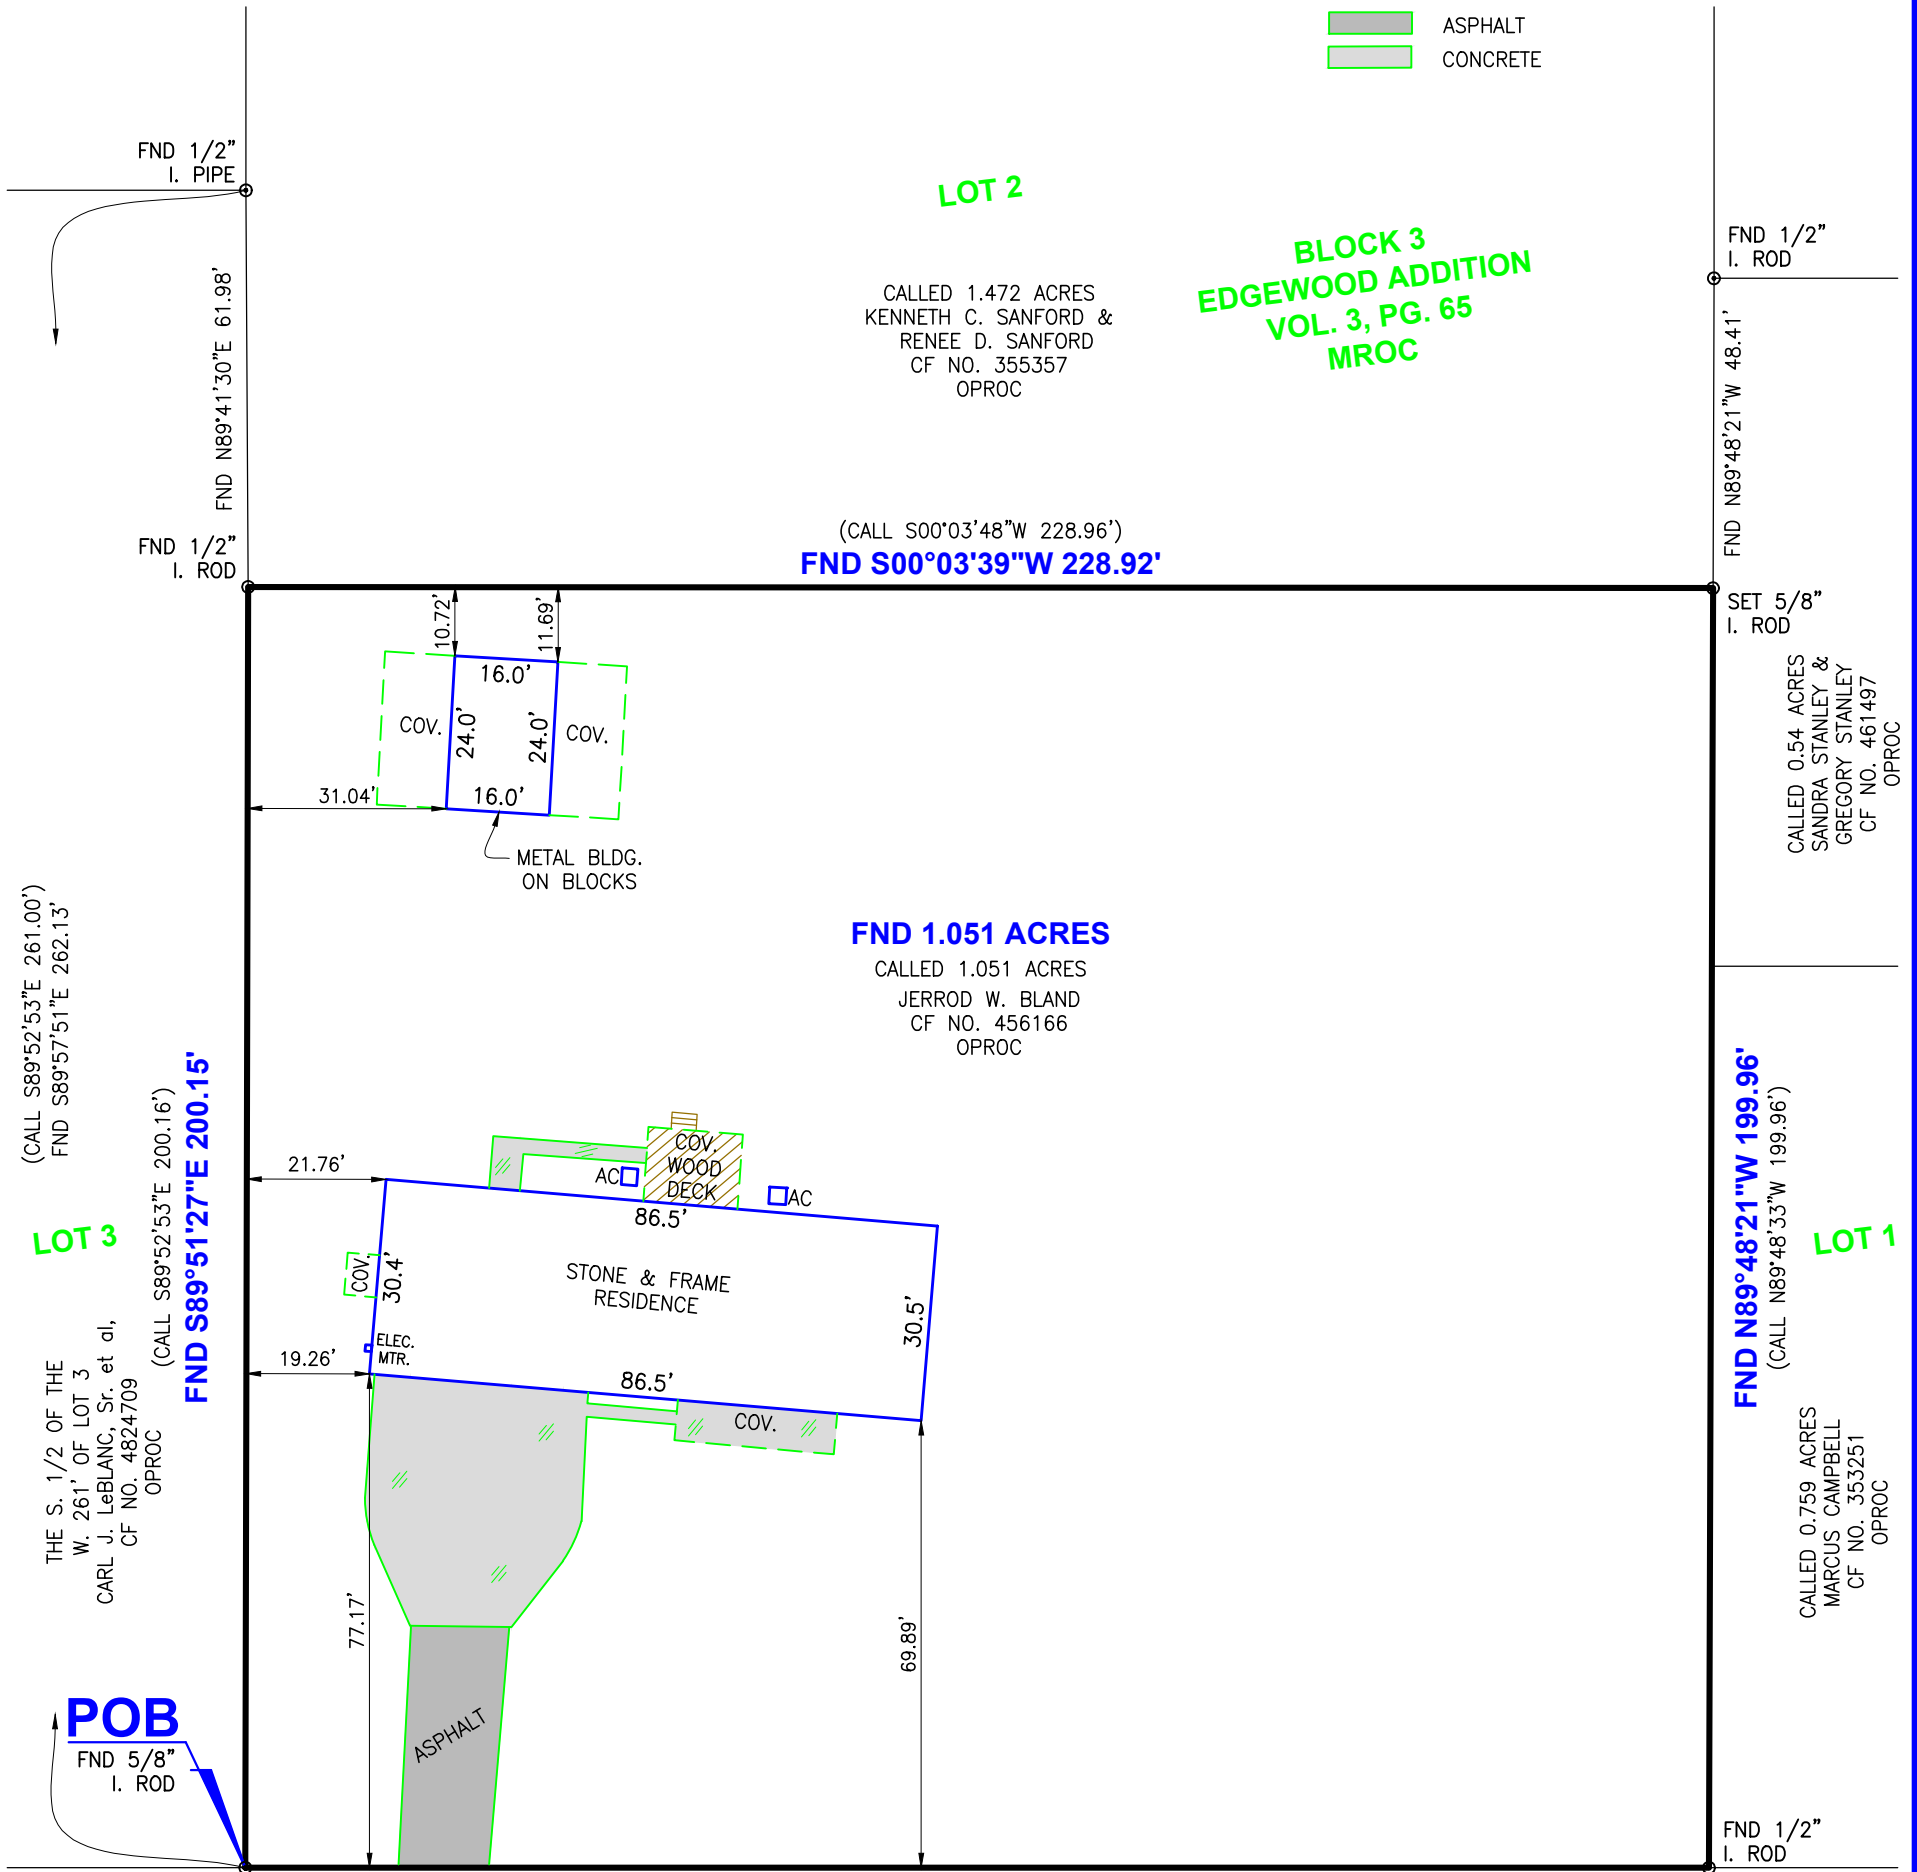 ASPHALT
CONCRETE
FND 1/2"
I. PIPE
LOT 2
BLOCK 3
EDGEWOOD ADDITION
VOL. 3, PG. 65
MROC
FND 1/2"
I. ROD
CALLED 1.472 ACRES
KENNETH C. SANFORD &
RENEE D. SANFORD
CF NO. 355357
OPROC
FND N89°41'30"E 61.98'
FND N89°48'21"W 48.41'
(CALL S00°03'48"W 228.96')
FND S00°03'39"W 228.92'
FND 1/2"
I. ROD
SET 5/8"
I. ROD
10.72'
11.69'
16.0'
COV.
24.0'
24.0'
COV.
31.04'
16.0'
METAL BLDG.
ON BLOCKS
CALLED 0.54 ACRES
SANDRA STANLEY &
GREGORY STANLEY
CF NO. 461497
OPROC
(CALL S89°52'53"E 261.00')
FND S89°57'51"E 262.13'
FND 1.051 ACRES
CALLED 1.051 ACRES
JERROD W. BLAND
CF NO. 456166
OPROC
(CALL S89°52'53"E 200.16')
FND S89°51'27"E 200.15'
FND N89°48'21"W 199.96'
(CALL N89°48'33"W 199.96')
21.76'
AC
COV.
WOOD
DECK
AC
86.5'
LOT 3
LOT 1
COV.
30.4'
STONE & FRAME
RESIDENCE
30.5'
ELEC.
MTR.
19.26'
86.5'
COV.
THE S. 1/2 OF THE
W. 261' OF LOT 3
CARL J. LeBLANC, Sr. et al,
CF NO. 4824709
OPROC
CALLED 0.759 ACRES
MARCUS CAMPBELL
CF NO. 353251
OPROC
77.17'
69.89'
ASPHALT
POB
FND 5/8"
I. ROD
FND 1/2"
I. ROD